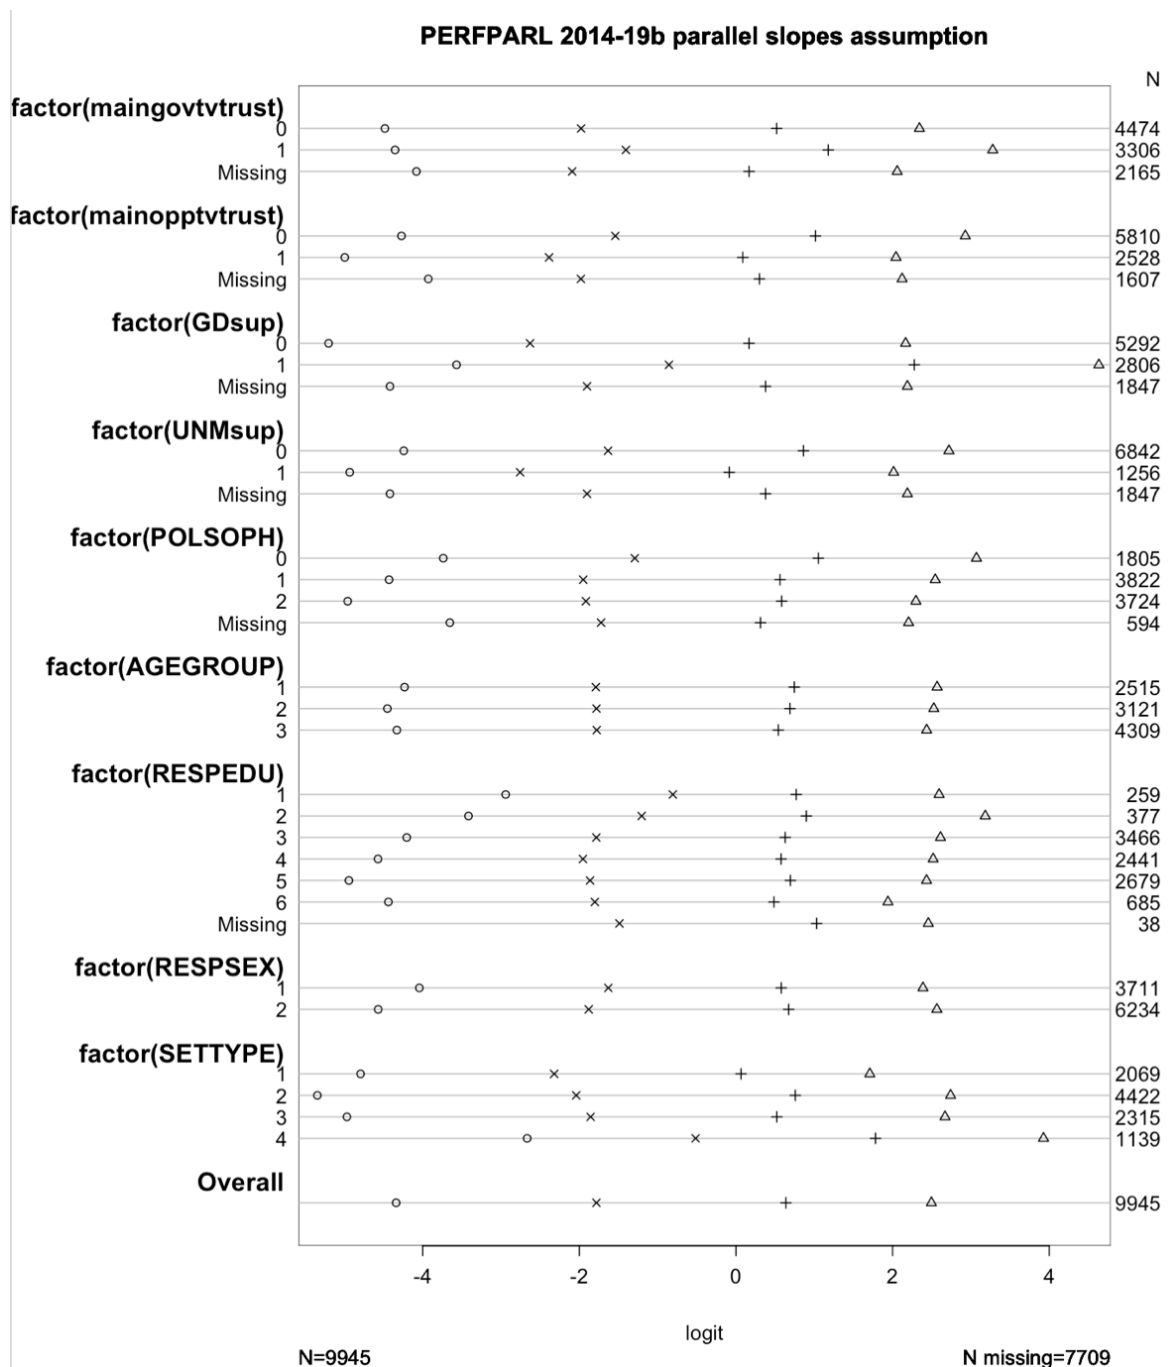 PERFPARL 2014-19b parallel slopes assumption
N
factor(maingovtvtrust)
0 4474
1 3306
Missing 2165
factor(mainopptvtrust)
0 5810
1 2528
Missing 1607
factor(GDsup)
0 5292
1 2806
Missing 1847
factor(UNMsup)
0 6842
1 1256
Missing 1847
factor(POLSOPH)
0 1805
1 3822
2 3724
Missing 594
factor(AGEGROUP)
1 2515
2 3121
3 4309
factor(RESPEDU)
1 259
2 377
3 3466
4 2441
5 2679
6 685
Missing 38
factor(RESPSEX)
1 3711
2 6234
factor(SETTYPE)
1 2069
2 4422
3 2315
4 1139
Overall
9945
-4 -2 0 2 4
logit
N=9945 N missing=7709